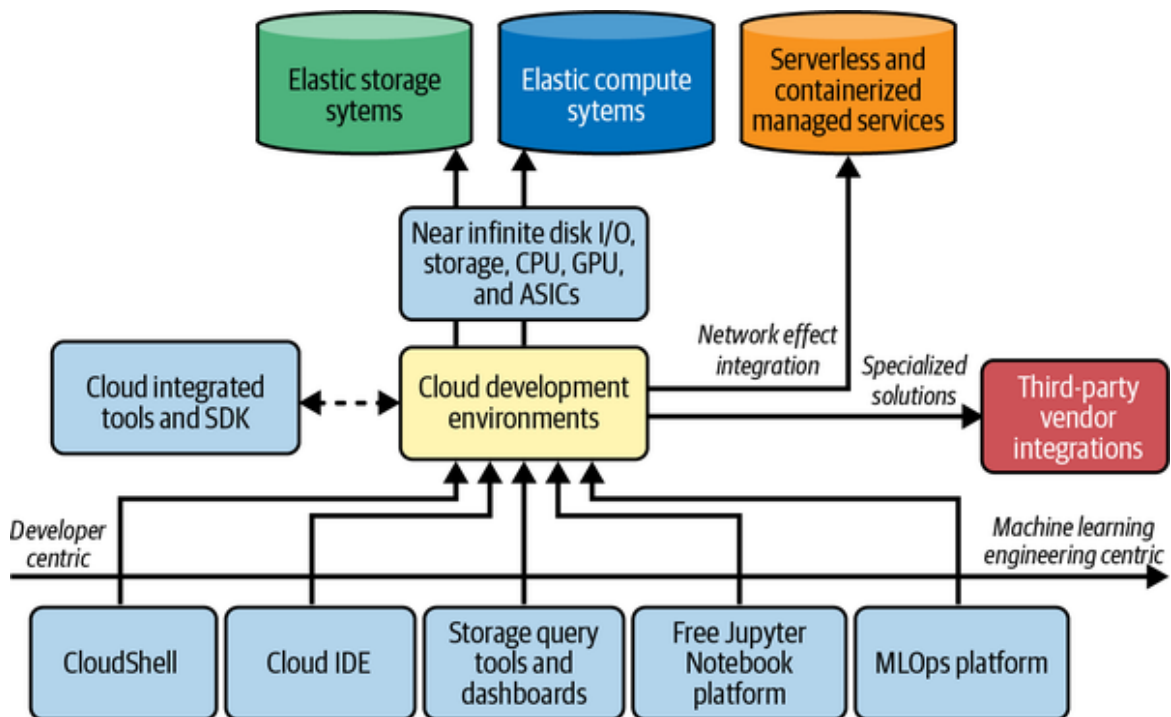 Elastic storage
sytems
Elastic compute
sytems
Serverless and
containerized
managed services
Near infinite disk I/O,
storage, CPU, GPU,
and ASICs
Network effect
integration
Specialized
solutions
Cloud integrated
tools and SDK
Cloud development
environments
Third-party
vendor
integrations
Developer
centric
Machine learning
engineering centric
CloudShell
Cloud IDE
Storage query
tools and
dashboards
Free Jupyter
Notebook
platform
MLOps platform